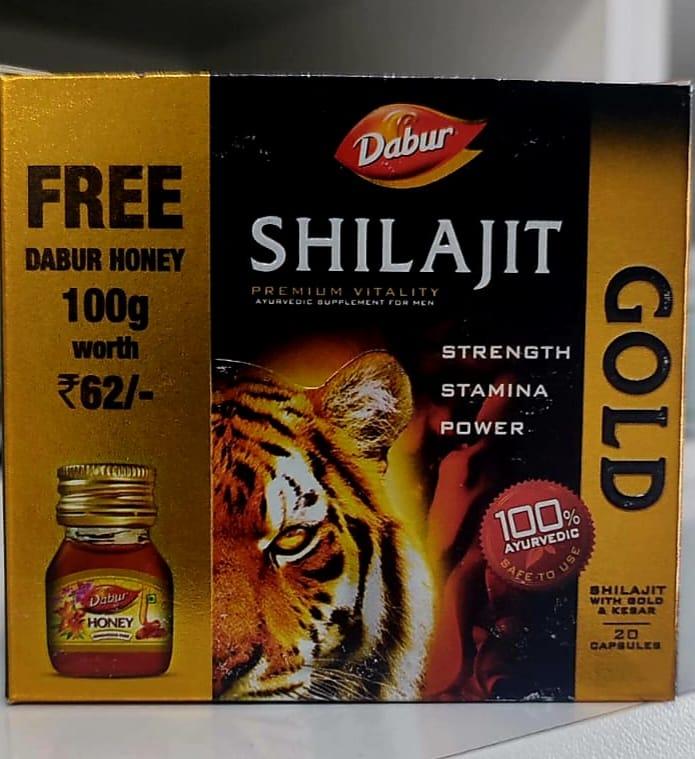 FREE
DABUR HONEY
100g
worth
₹62/-
Dabur
HONEY
Dabur
SHILAJIT
PREMIUM VITALITY
AYURVEDIC SUPPLEMENT FOR MEN
STRENGTH
STAMINA
POWER
100%
AYURVEDIC
SAFE TO USE
GOLD
SHILAJIT
WITH GOLD
& KESAR
20
CAPSULES